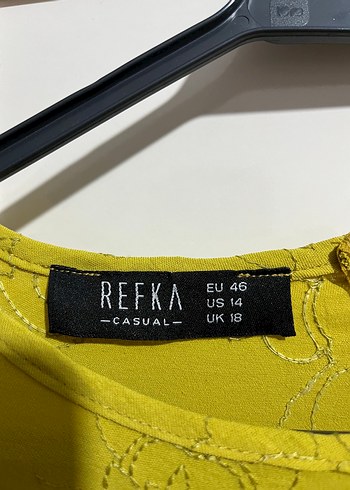 REFKA
—CASUAL—
EU 46
US 14
UK 18